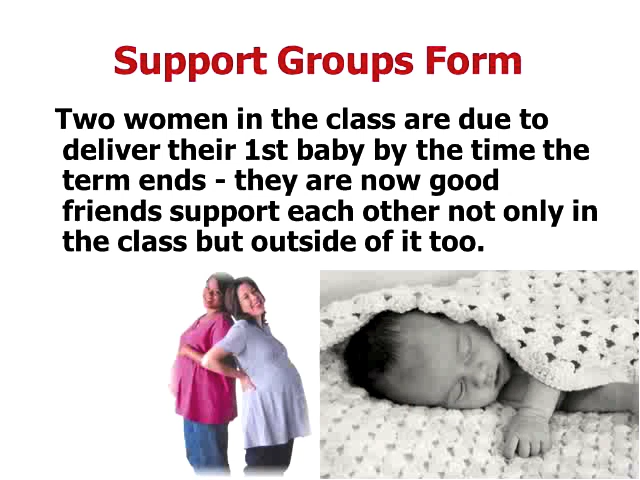 Support Groups Form
Two women in the class are due to
deliver their 1st baby by the time the
term ends - they are now good
friends support each other not only in
the class but outside of it too.